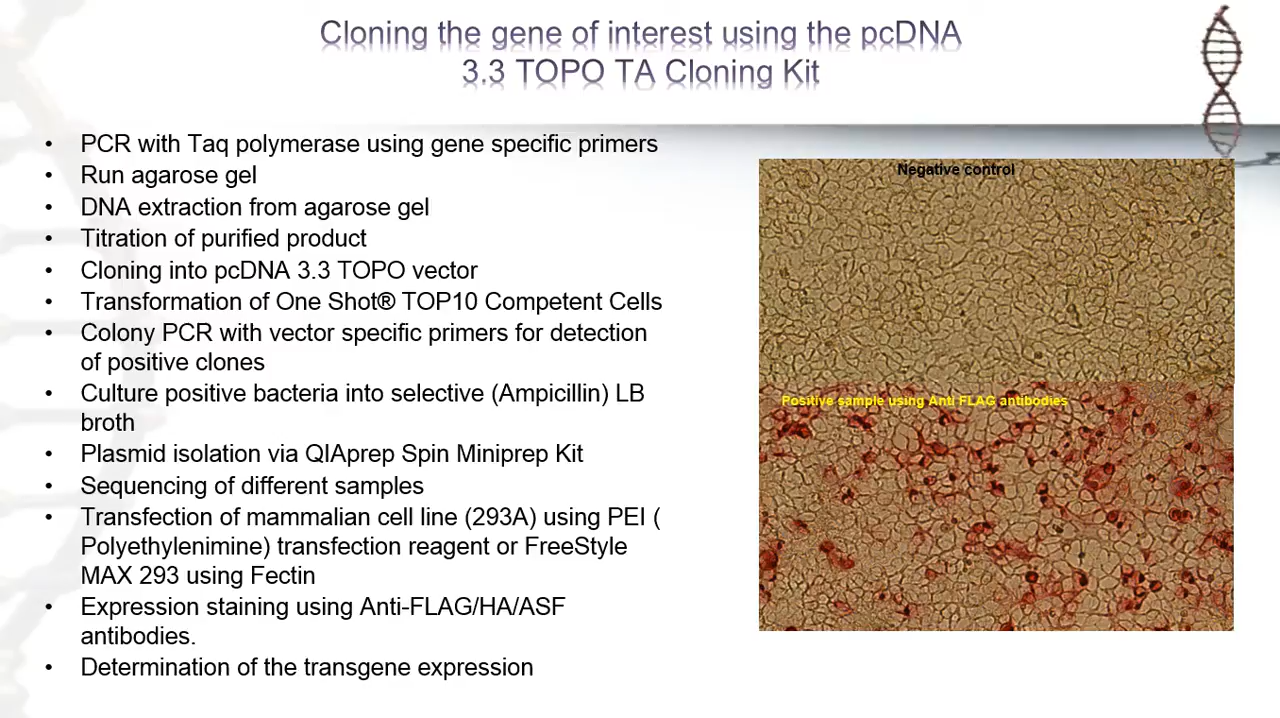 Cloning the gene of interest using the pcDNA
3.3 TOPO TA Cloning Kit
• PCR with Taq polymerase using gene specific primers
• Run agarose gel
• DNA extraction from agarose gel
• Titration of purified product
• Cloning into pcDNA 3.3 TOPO vector
• Transformation of One Shot® TOP10 Competent Cells
• Colony PCR with vector specific primers for detection
of positive clones
• Culture positive bacteria into selective (Ampicillin) LB
broth
• Plasmid isolation via QIAprep Spin Miniprep Kit
• Sequencing of different samples
• Transfection of mammalian cell line (293A) using PEI (
Polyethylenimine) transfection reagent or FreeStyle
MAX 293 using Fectin
• Expression staining using Anti-FLAG/HA/ASF
antibodies.
• Determination of the transgene expression
Negative control
Positive sample using Anti FLAG antibodies